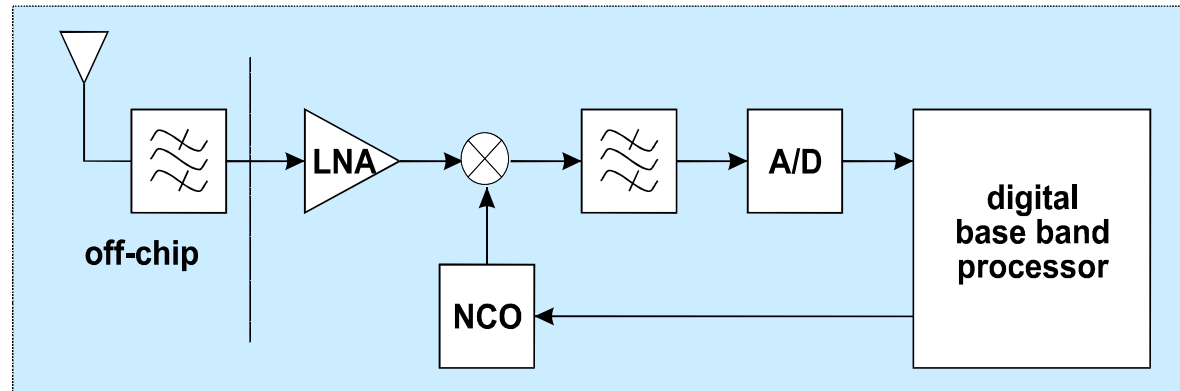 LNA
A/D
digital
base band
processor
off-chip
NCO